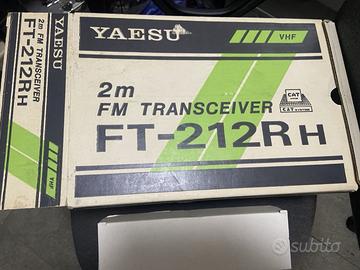 YAESU
VHF
2m
FM TRANSCEIVER
FT-212RH
CAT
CAT SYSTEM
YAESU
2m
FM TRANSCEIVER
FT-212RH
VHF
subito